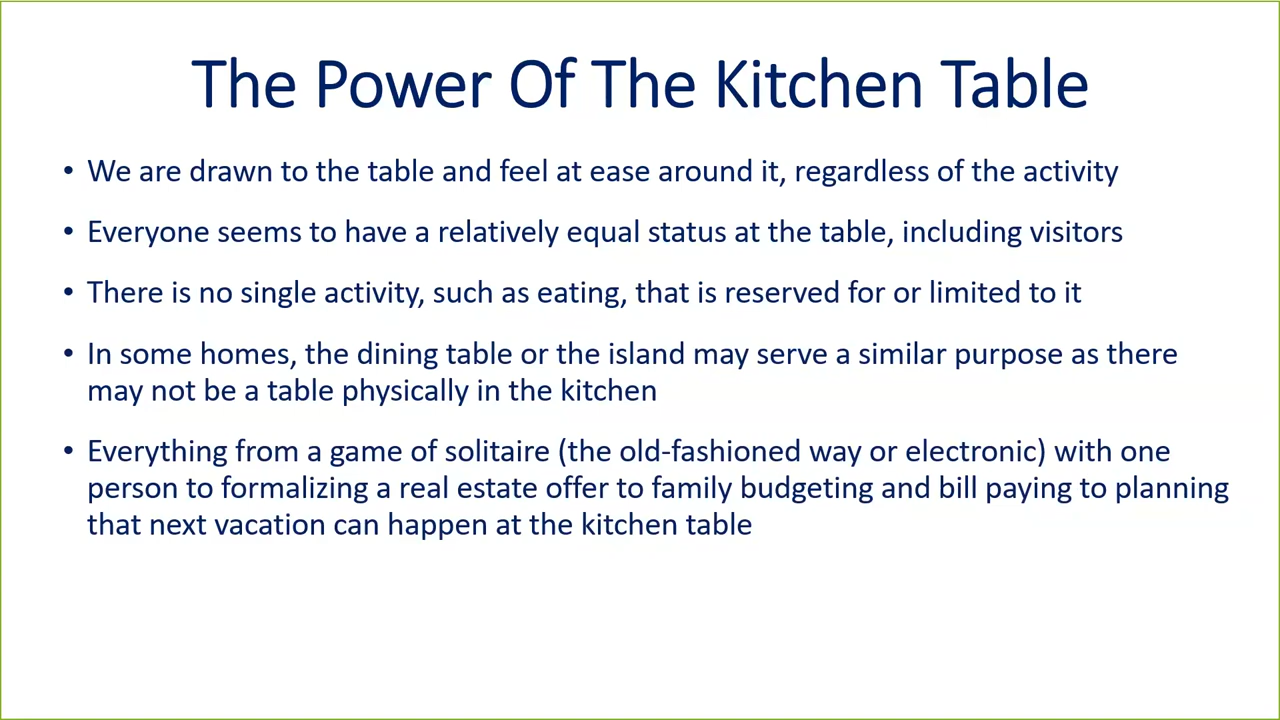 The Power Of The Kitchen Table
• We are drawn to the table and feel at ease around it, regardless of the activity
• Everyone seems to have a relatively equal status at the table, including visitors
• There is no single activity, such as eating, that is reserved for or limited to it
• In some homes, the dining table or the island may serve a similar purpose as there
may not be a table physically in the kitchen
• Everything from a game of solitaire (the old-fashioned way or electronic) with one
person to formalizing a real estate offer to family budgeting and bill paying to planning
that next vacation can happen at the kitchen table